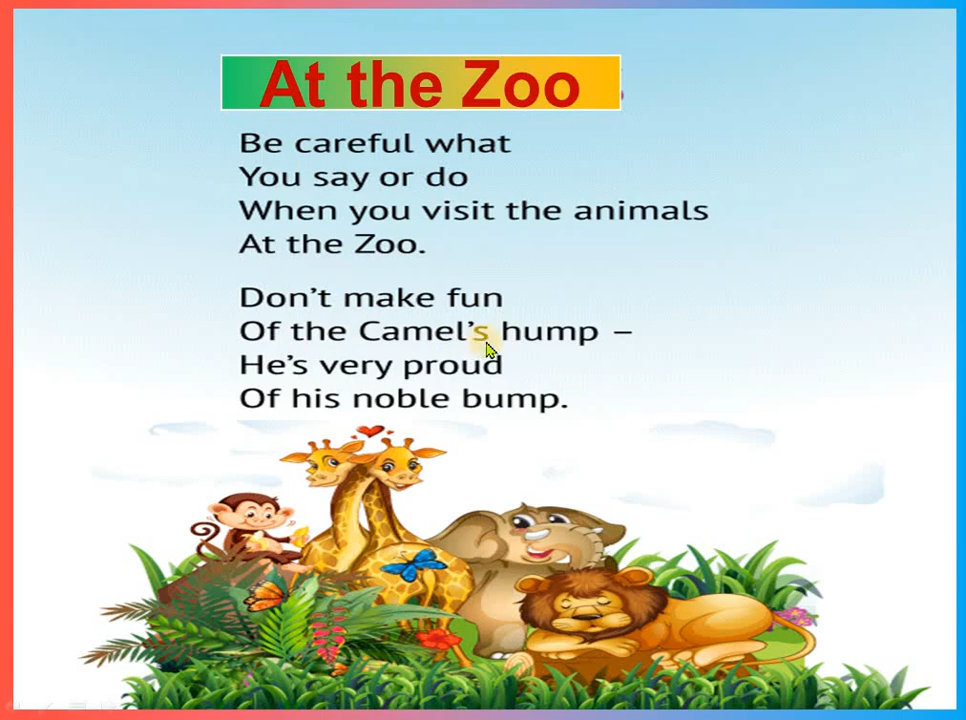 At the Zoo
Be careful what
You say or do
When you visit the animals
At the Zoo.
Don't make fun
Of the Camel's hump –
He's very proud
Of his noble bump.